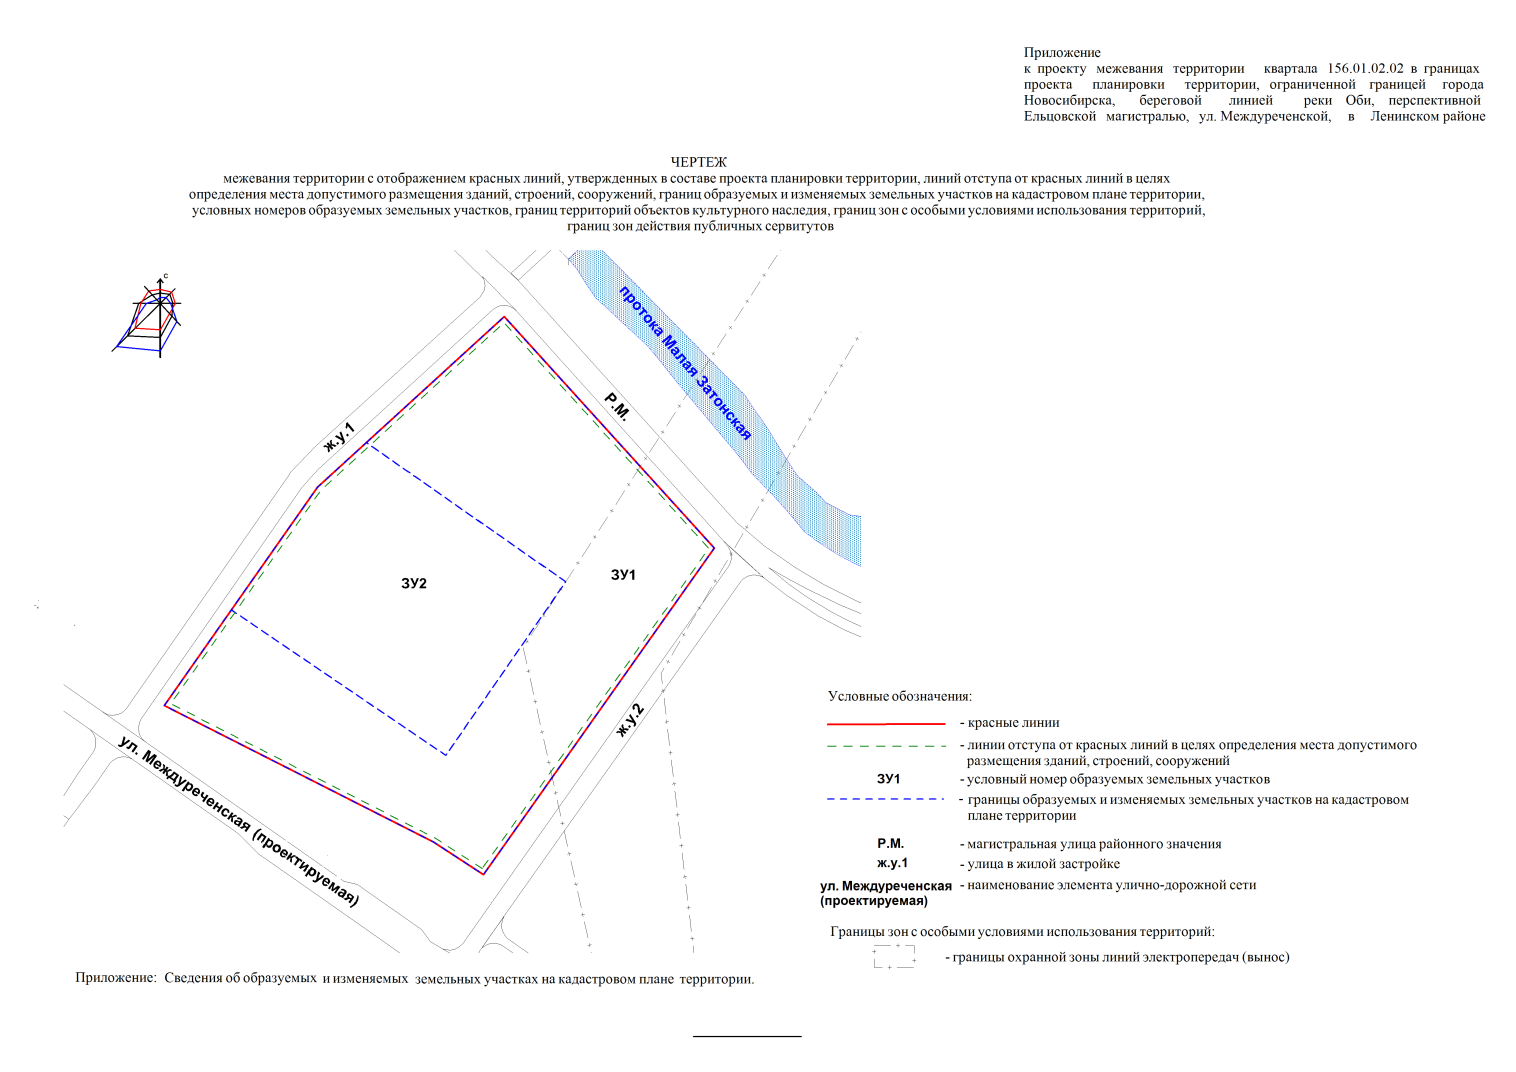 Приложение
к проекту межевания территории квартала 156.01.02.02 в границах
проекта планировки территории, ограниченной границей города
Новосибирска, береговой линией реки Оби, перспективной
Ельцовской магистралью, ул. Междуреченской, в Ленинском районе
ЧЕРТЕЖ
межевания территории с отображением красных линий, утвержденных в составе проекта планировки территории, линий отступа от красных линий в целях
определения места допустимого размещения зданий, строений, сооружений, границ образуемых и изменяемых земельных участков на кадастровом плане территории,
условных номеров образуемых земельных участков, границ территорий объектов культурного наследия, границ зон с особыми условиями использования территорий,
границ зон действия публичных сервитутов
С
протока Малая Затонская
Р.М.
ж.у.1
ЗУ2
ЗУ1
ж.у.2
ул. Междуреченская (проектируемая)
Условные обозначения:
- красные линии
- линии отступа от красных линий в целях определения места допустимого
размещения зданий, строений, сооружений
ЗУ1 - условный номер образуемых земельных участков
- границы образуемых и изменяемых земельных участков на кадастровом
плане территории
Р.М. - магистральная улица районного значения
ж.у.1 - улица в жилой застройке
ул. Междуреченская - наименование элемента улично-дорожной сети
(проектируемая)
Границы зон с особыми условиями использования территорий:
- границы охранной зоны линий электропередач (вынос)
Приложение: Сведения об образуемых и изменяемых земельных участках на кадастровом плане территории.